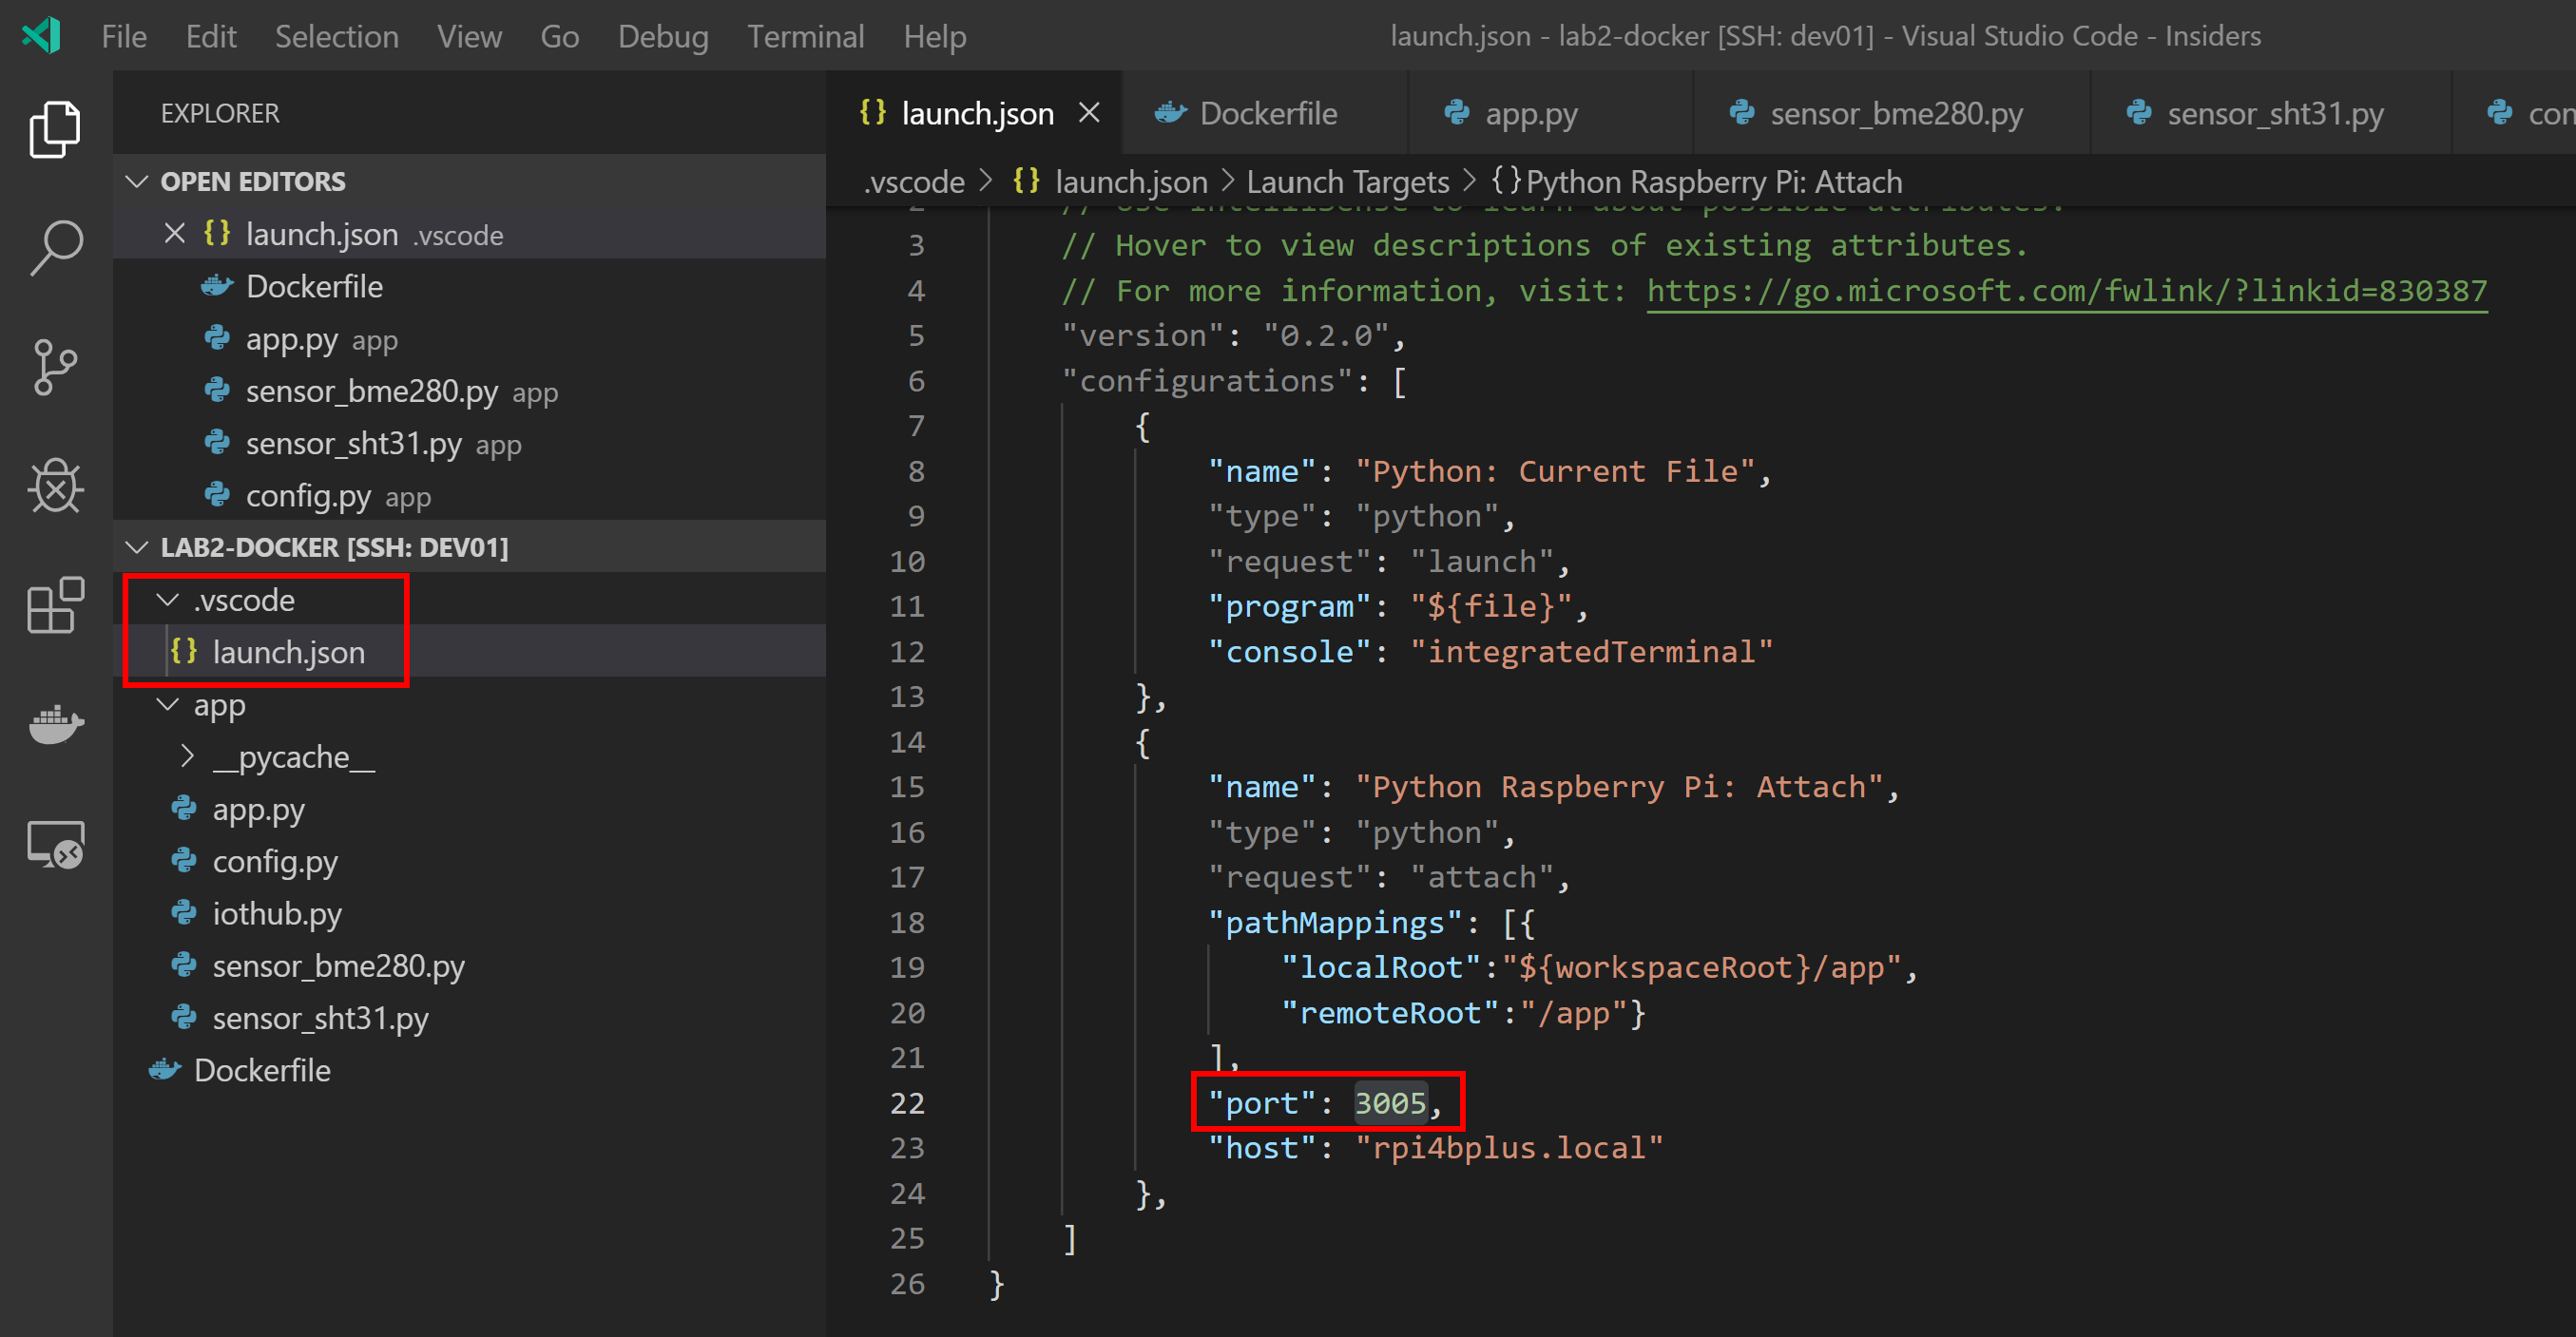 File Edit Selection View Go Debug Terminal Help launch.json - lab2-docker [SSH: dev01] - Visual Studio Code - Insiders
EXPLORER
OPEN EDITORS
launch.json .vscode
Dockerfile
app.py app
sensor_bme280.py app
sensor_sht31.py app
config.py app
LAB2-DOCKER [SSH: DEV01]
.vscode
{} launch.json
app
__pycache__
app.py
config.py
iothub.py
sensor_bme280.py
sensor_sht31.py
Dockerfile
{} launch.json Dockerfile app.py sensor_bme280.py sensor_sht31.py con
.vscode > {} launch.json > Launch Targets > {} Python Raspberry Pi: Attach
2 // Use IntelliSense to learn about possible attributes.
3 // Hover to view descriptions of existing attributes.
4 // For more information, visit: https://go.microsoft.com/fwlink/?linkid=830387
5 "version": "0.2.0",
6 "configurations": [
7 {
8 "name": "Python: Current File",
9 "type": "python",
10 "request": "launch",
11 "program": "${file}",
12 "console": "integratedTerminal"
13 },
14 {
15 "name": "Python Raspberry Pi: Attach",
16 "type": "python",
17 "request": "attach",
18 "pathMappings": [{
19 "localRoot":"${workspaceRoot}/app",
20 "remoteRoot":"/app"}
21 ],
22 "port": 3005,
23 "host": "rpi4bplus.local"
24 },
25 ]
26 }